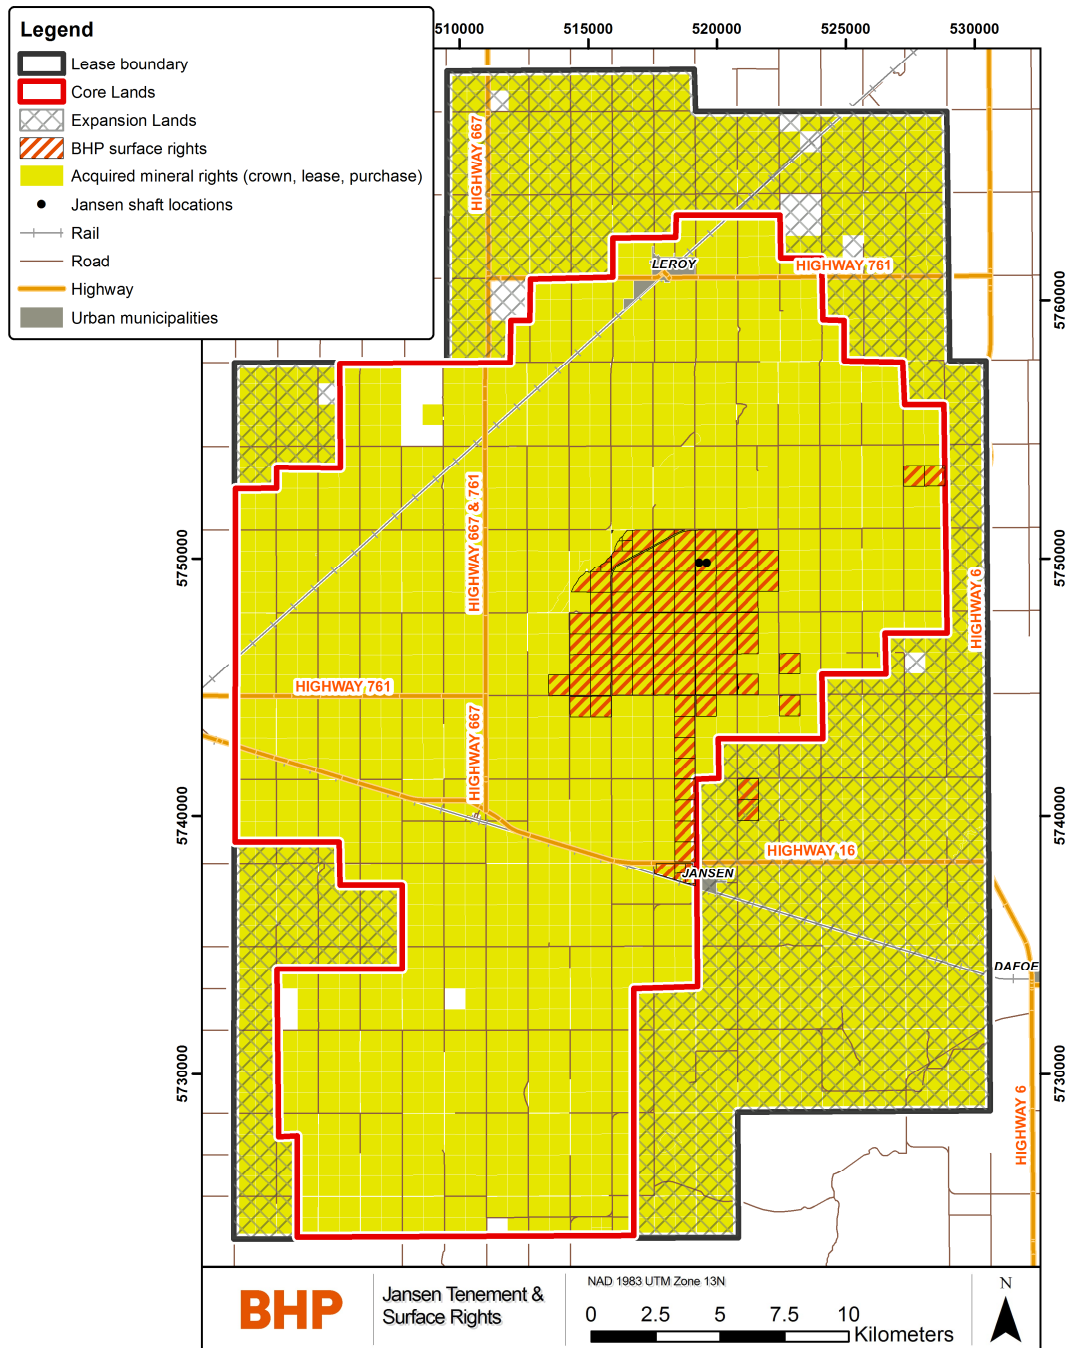 Legend
Lease boundary
Core Lands
Expansion Lands
BHP surface rights
Acquired mineral rights (crown, lease, purchase)
Jansen shaft locations
Rail
Road
Highway
Urban municipalities
510000
515000
520000
525000
530000
HIGHWAY 667
LEROY
HIGHWAY 761
5760000
HIGHWAY 667 & 761
5750000
5750000
HIGHWAY 6
HIGHWAY 761
HIGHWAY 667
5740000
5740000
HIGHWAY 16
JANSEN
DAFOE
5730000
5730000
HIGHWAY 6
BHP
Jansen Tenement &
Surface Rights
NAD 1983 UTM Zone 13N
0 2.5 5 7.5 10
Kilometers
N